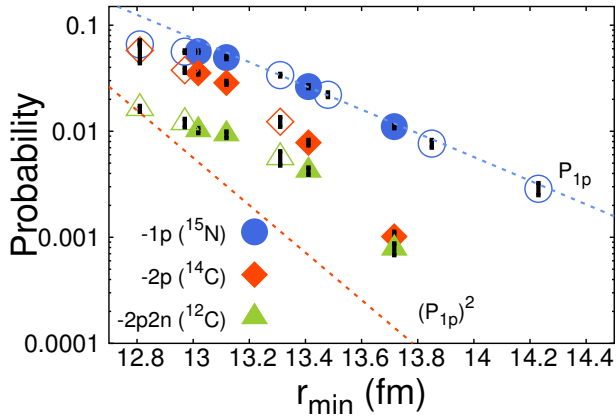 0.1
0.01
0.001
0.0001
Probability
P1p
-1p (¹⁵N)
-2p (¹⁴C)
-2p2n (¹²C)
(P1p)²
12.8 13 13.2 13.4 13.6 13.8 14 14.2 14.4
rmin (fm)